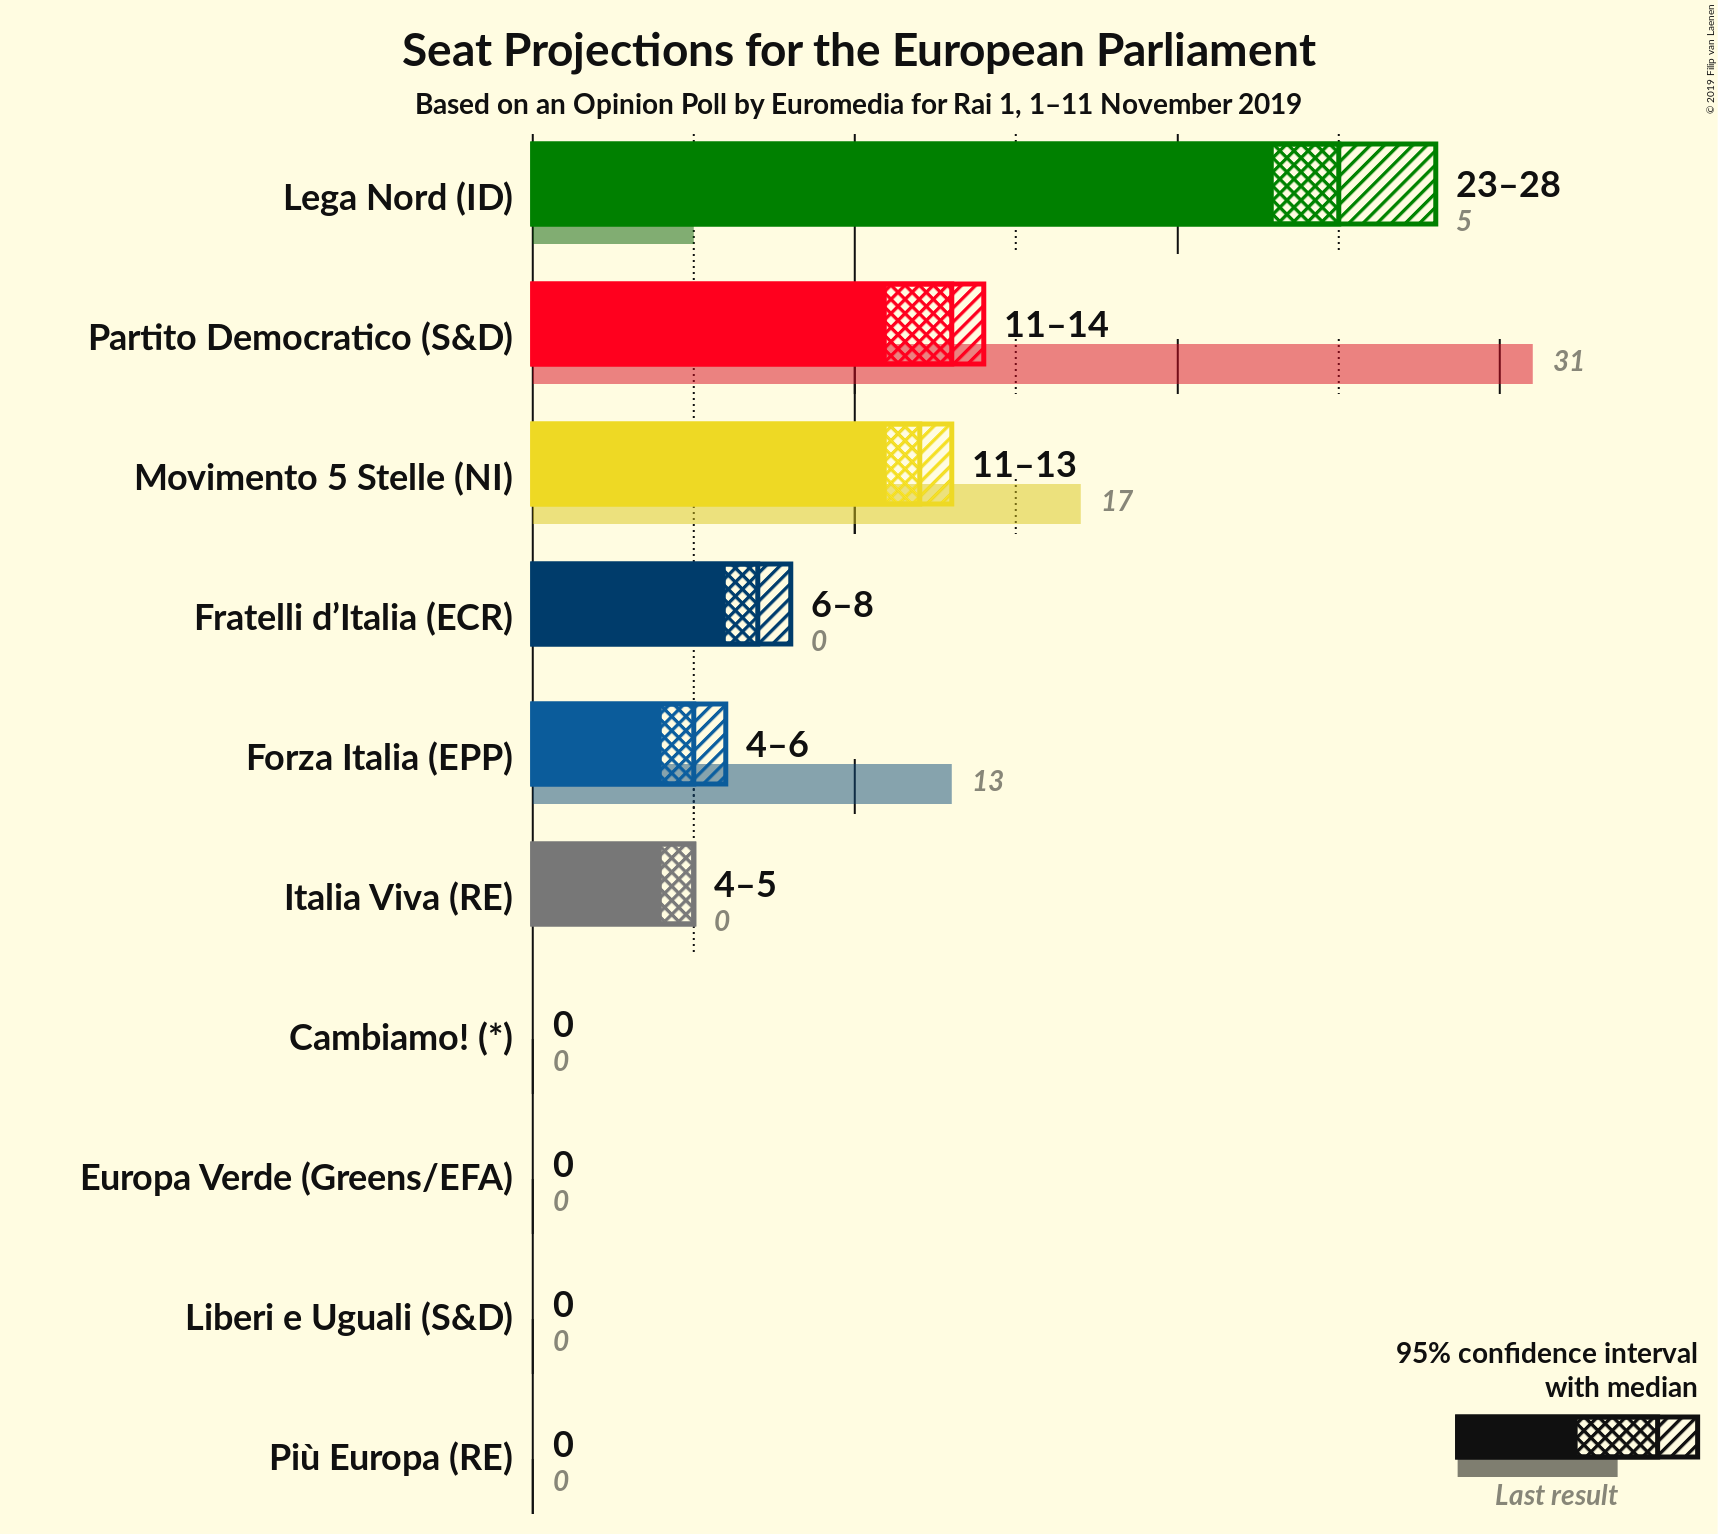 Seat Projections for the European Parliament
Based on an Opinion Poll by Euromedia for Rai 1, 1–11 November 2019
© 2019 Filip van Laenen
Lega Nord (ID)
23–28
5
Partito Democratico (S&D)
11–14
31
Movimento 5 Stelle (NI)
11–13
17
Fratelli d’Italia (ECR)
6–8
0
Forza Italia (EPP)
4–6
13
Italia Viva (RE)
4–5
0
Cambiamo! (*)
0
0
Europa Verde (Greens/EFA)
0
0
Liberi e Uguali (S&D)
0
0
Più Europa (RE)
0
0
95% confidence interval
with median
Last result